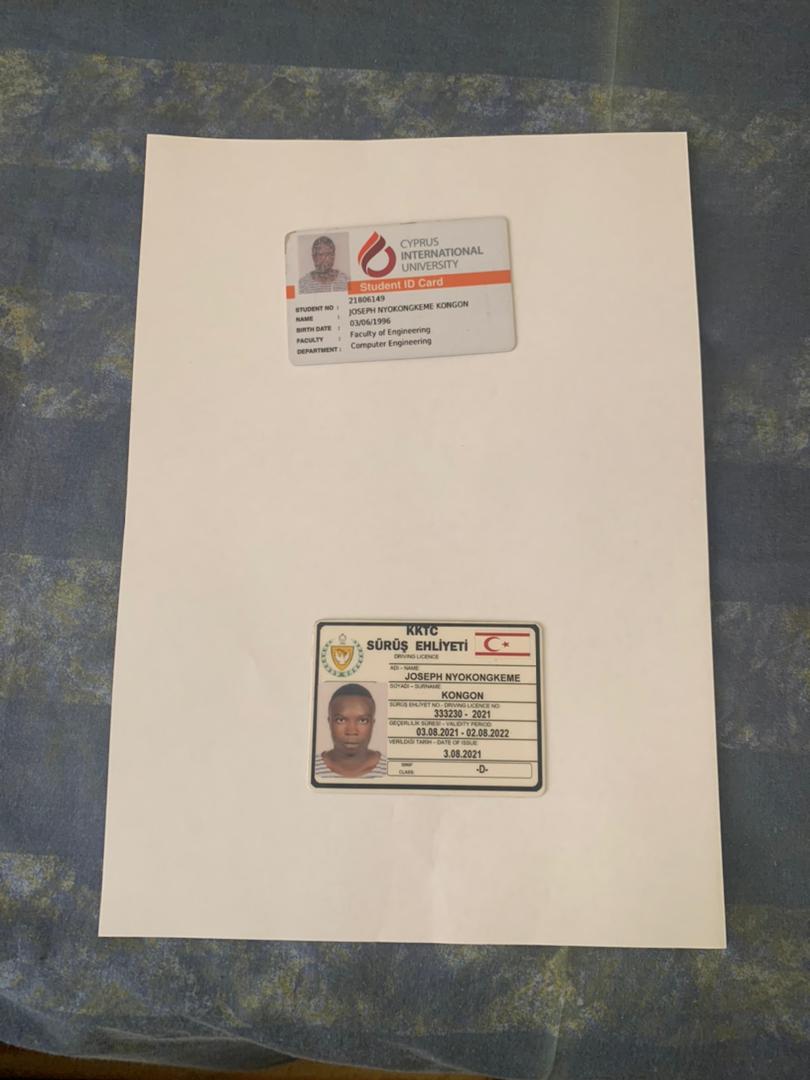 CYPRUS
INTERNATIONAL
UNIVERSITY
Student ID Card
STUDENT NO : 21806149
NAME : JOSEPH NYOKONGKEME KONGON
BIRTH DATE : 03/06/1996
FACULTY : Faculty of Engineering
DEPARTMENT : Computer Engineering
KKTC
SÜRÜŞ EHLİYETİ
DRIVING LICENCE
ADI - NAME:
JOSEPH NYOKONGKEME
SOYADI - SURNAME:
KONGON
SÜRÜŞ EHLİYET NO - DRIVING LICENCE NO:
333230 - 2021
GEÇERLİLİK SÜRESİ - VALIDITY PERIOD:
03.08.2021 - 02.08.2022
VERİLDİĞİ TARİH - DATE OF ISSUE:
3.08.2021
SINIF
CLASS:
-D-